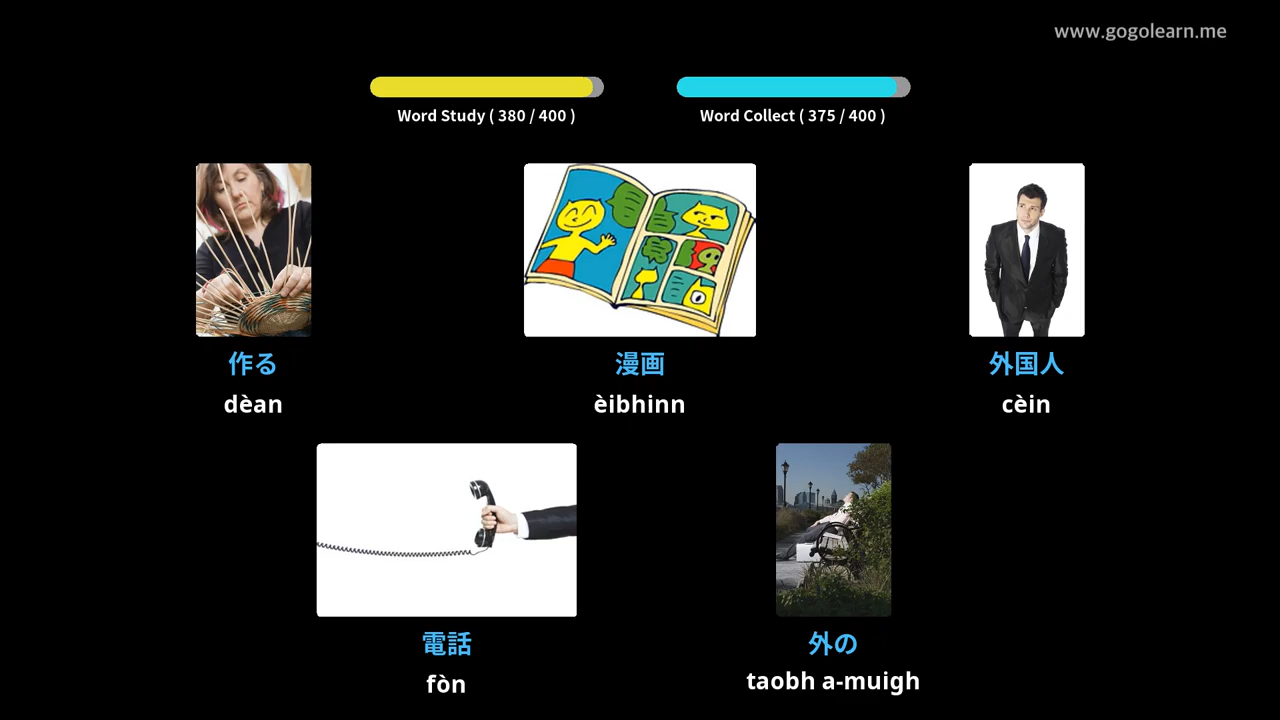 www.gogolearn.me
Word Study ( 380 / 400 )
Word Collect ( 375 / 400 )
作る
dèan
漫画
èibhinn
外国人
cèin
電話
fòn
外の
taobh a-muigh